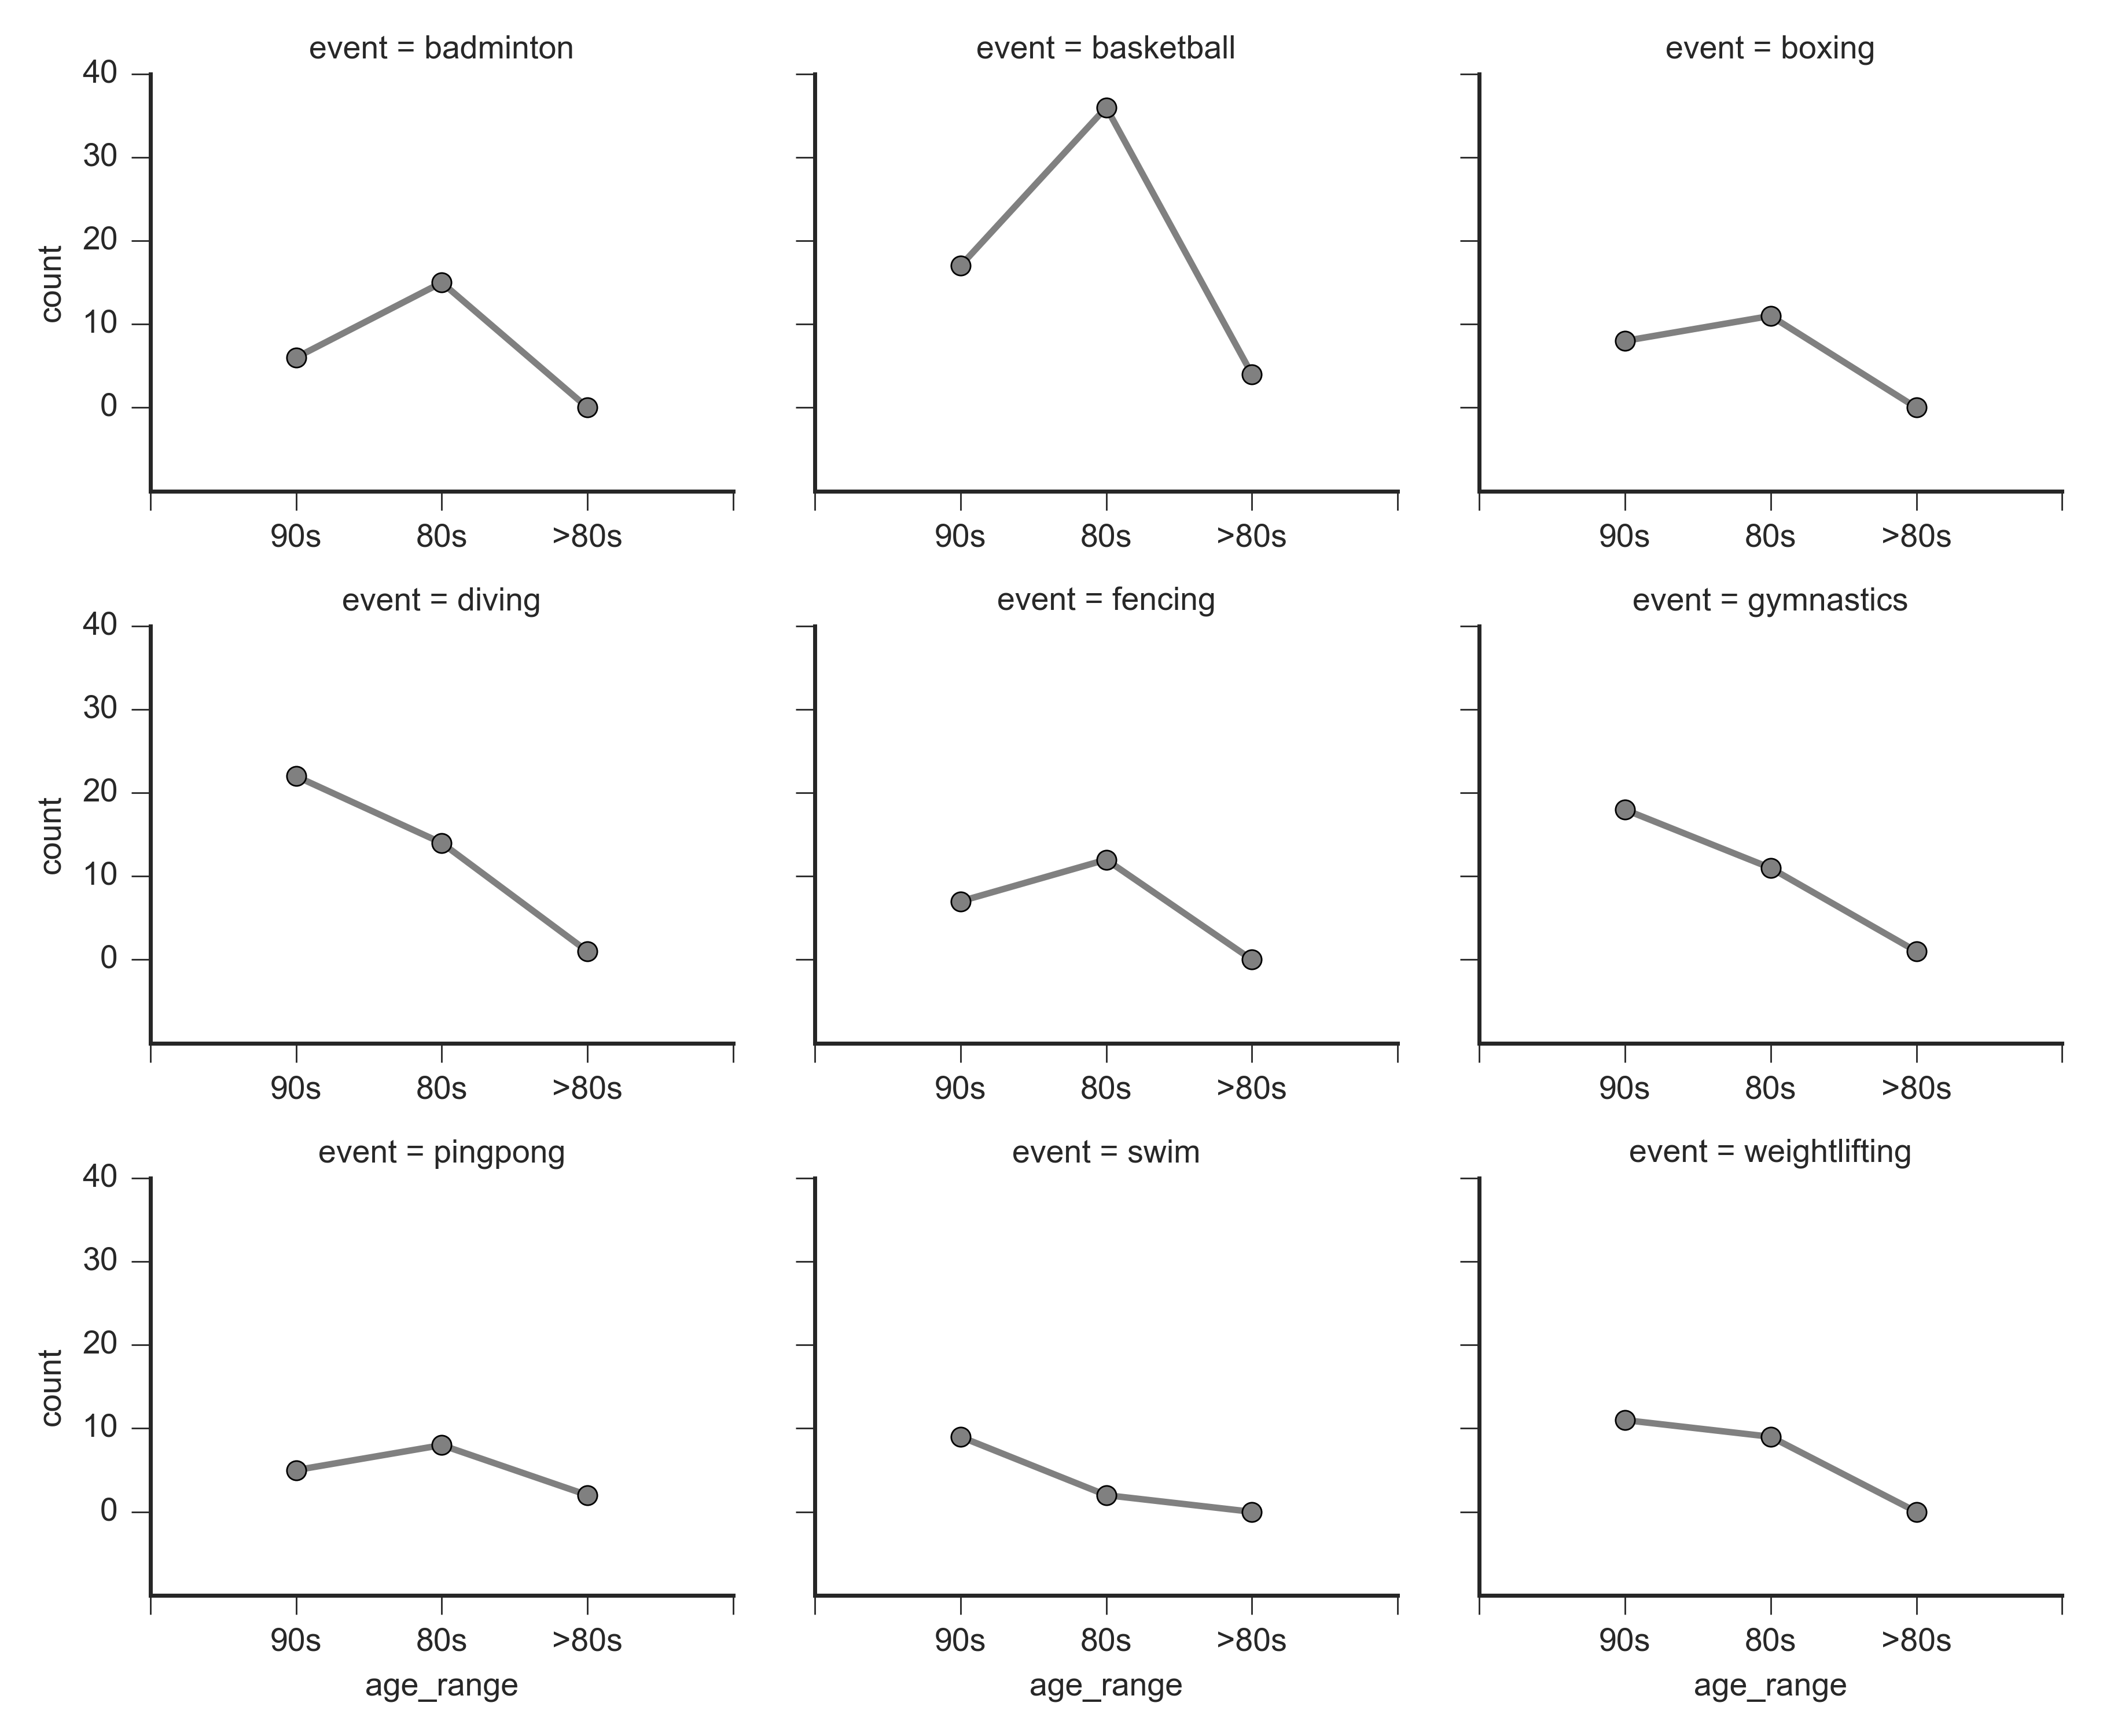 event = badminton
event = basketball
event = boxing
40
30
20
10
0
count
90s 80s >80s
90s 80s >80s
90s 80s >80s
event = diving
event = fencing
event = gymnastics
40
30
20
10
0
count
90s 80s >80s
90s 80s >80s
90s 80s >80s
event = pingpong
event = swim
event = weightlifting
40
30
20
10
0
count
90s 80s >80s
90s 80s >80s
90s 80s >80s
age_range
age_range
age_range